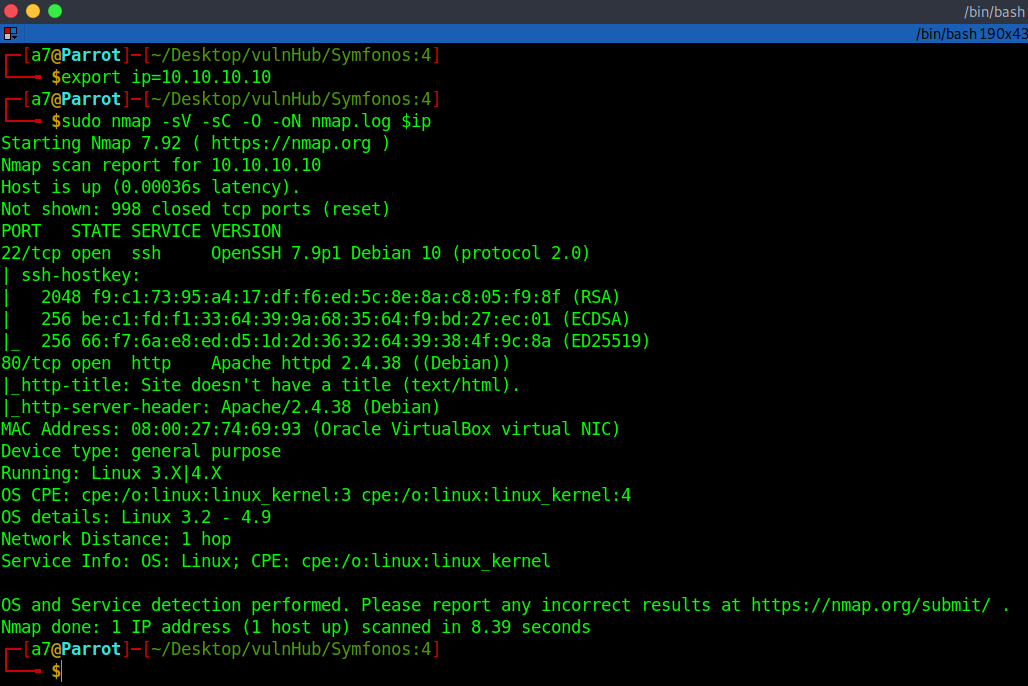 /bin/bash
/bin/bash 190x43
┌─[a7@Parrot]─[~/Desktop/vulnHub/Symfonos:4]
└──╼ $export ip=10.10.10.10
┌─[a7@Parrot]─[~/Desktop/vulnHub/Symfonos:4]
└──╼ $sudo nmap -sV -sC -O -oN nmap.log $ip
Starting Nmap 7.92 ( https://nmap.org )
Nmap scan report for 10.10.10.10
Host is up (0.00036s latency).
Not shown: 998 closed tcp ports (reset)
PORT   STATE SERVICE VERSION
22/tcp open  ssh     OpenSSH 7.9p1 Debian 10 (protocol 2.0)
| ssh-hostkey:
|   2048 f9:c1:73:95:a4:17:df:f6:ed:5c:8e:8a:c8:05:f9:8f (RSA)
|   256 be:c1:fd:f1:33:64:39:9a:68:35:64:f9:bd:27:ec:01 (ECDSA)
|_  256 66:f7:6a:e8:ed:d5:1d:2d:36:32:64:39:38:4f:9c:8a (ED25519)
80/tcp open  http    Apache httpd 2.4.38 ((Debian))
|_http-title: Site doesn't have a title (text/html).
|_http-server-header: Apache/2.4.38 (Debian)
MAC Address: 08:00:27:74:69:93 (Oracle VirtualBox virtual NIC)
Device type: general purpose
Running: Linux 3.X|4.X
OS CPE: cpe:/o:linux:linux_kernel:3 cpe:/o:linux:linux_kernel:4
OS details: Linux 3.2 - 4.9
Network Distance: 1 hop
Service Info: OS: Linux; CPE: cpe:/o:linux:linux_kernel

OS and Service detection performed. Please report any incorrect results at https://nmap.org/submit/ .
Nmap done: 1 IP address (1 host up) scanned in 8.39 seconds
┌─[a7@Parrot]─[~/Desktop/vulnHub/Symfonos:4]
└──╼ $